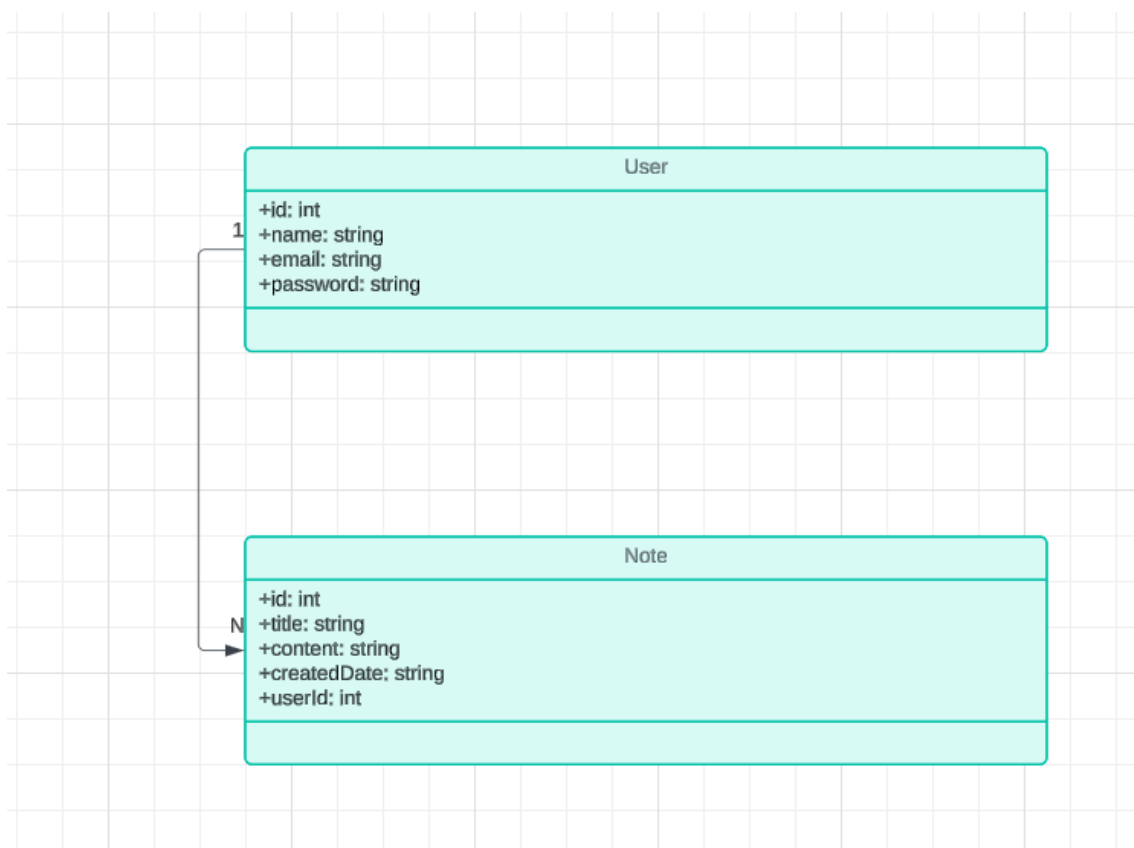 User
+id: int
1
+name: string
+email: string
+password: string
Note
+id: int
N
+title: string
+content: string
+createdDate: string
+userId: int